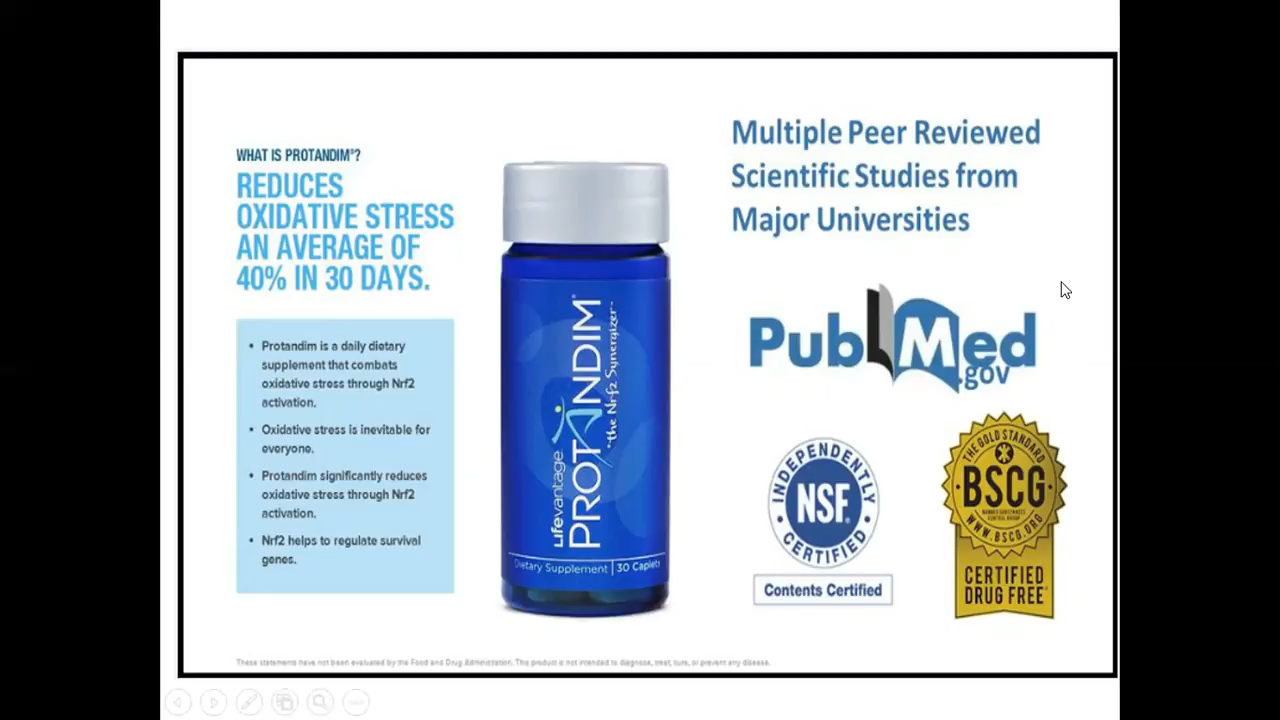 WHAT IS PROTANDIM®?
REDUCES
OXIDATIVE STRESS
AN AVERAGE OF
40% IN 30 DAYS.
• Protandim is a daily dietary
supplement that combats
oxidative stress through Nrf2
activation.
• Oxidative stress is inevitable for
everyone.
• Protandim significantly reduces
oxidative stress through Nrf2
activation.
• Nrf2 helps to regulate survival
genes.
lifevantage
PROTANDIM®
the Nrf2 Synergizer™
Dietary Supplement | 30 Caplets
Multiple Peer Reviewed
Scientific Studies from
Major Universities
PubMed
.gov
INDEPENDENTLY
NSF®
CERTIFIED
Contents Certified
THE GOLD STANDARD
BSCG
BANNED SUBSTANCES
CONTROL GROUP
WWW.BSCG.ORG
CERTIFIED
DRUG FREE®
These statements have not been evaluated by the Food and Drug Administration. This product is not intended to diagnose, treat, cure, or prevent any disease.